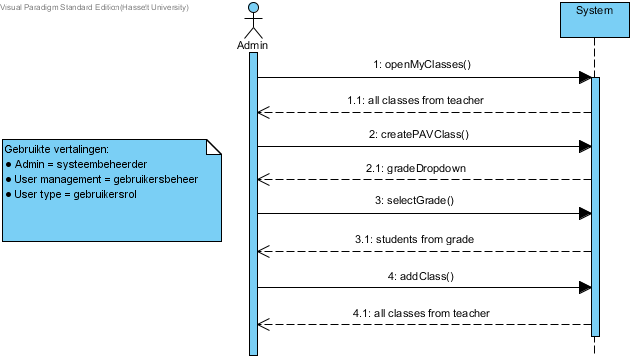 Visual Paradigm Standard Edition(Hasselt University)
System
Admin
1: openMyClasses()
1.1: all classes from teacher
2: createPAVClass()
Gebruikte vertalingen:
● Admin = systeembeheerder
● User management = gebruikersbeheer
● User type = gebruikersrol
2.1: gradeDropdown
3: selectGrade()
3.1: students from grade
4: addClass()
4.1: all classes from teacher